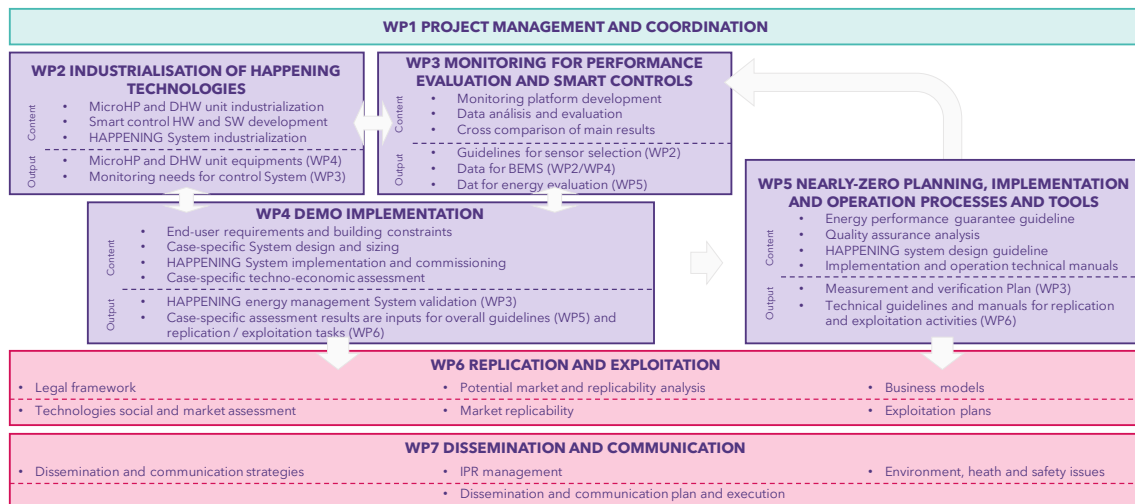 WP1 PROJECT MANAGEMENT AND COORDINATION
WP2 INDUSTRIALISATION OF HAPPENING
TECHNOLOGIES
Content
• MicroHP and DHW unit industrialization
• Smart control HW and SW development
• HAPPENING System industrialization
Output
• MicroHP and DHW unit equipments (WP4)
• Monitoring needs for control System (WP3)
WP3 MONITORING FOR PERFORMANCE
EVALUATION AND SMART CONTROLS
Content
• Monitoring platform development
• Data análisis and evaluation
• Cross comparison of main results
Output
• Guidelines for sensor selection (WP2)
• Data for BEMS (WP2/WP4)
• Dat for energy evaluation (WP5)
WP4 DEMO IMPLEMENTATION
Content
• End-user requirements and building constraints
• Case-specific System design and sizing
• HAPPENING System implementation and commissioning
• Case-specific techno-economic assessment
Output
• HAPPENING energy management System validation (WP3)
• Case-specific assessment results are inputs for overall guidelines (WP5) and
replication / exploitation tasks (WP6)
WP5 NEARLY-ZERO PLANNING, IMPLEMENTATION
AND OPERATION PROCESSES AND TOOLS
Content
• Energy performance guarantee guideline
• Quality assurance analysis
• HAPPENING system design guideline
• Implementation and operation technical manuals
Output
• Measurement and verification Plan (WP3)
• Technical guidelines and manuals for replication
and exploitation activities (WP6)
WP6 REPLICATION AND EXPLOITATION
• Legal framework
• Potential market and replicability analysis
• Business models
• Technologies social and market assessment
• Market replicability
• Exploitation plans
WP7 DISSEMINATION AND COMMUNICATION
• Dissemination and communication strategies
• IPR management
• Environment, heath and safety issues
• Dissemination and communication plan and execution